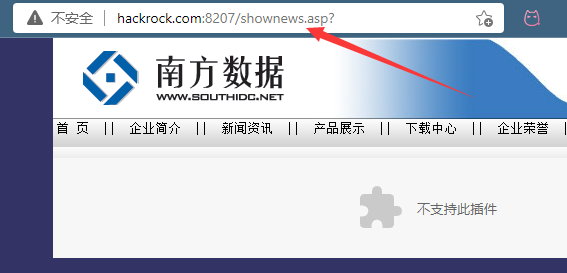 不安全 hackrock.com:8207/shownews.asp?
南方数据
WWW.SOUTHIDC.NET
首 页 || 企业简介 || 新闻资讯 || 产品展示 || 下载中心 || 企业荣誉
不支持此插件